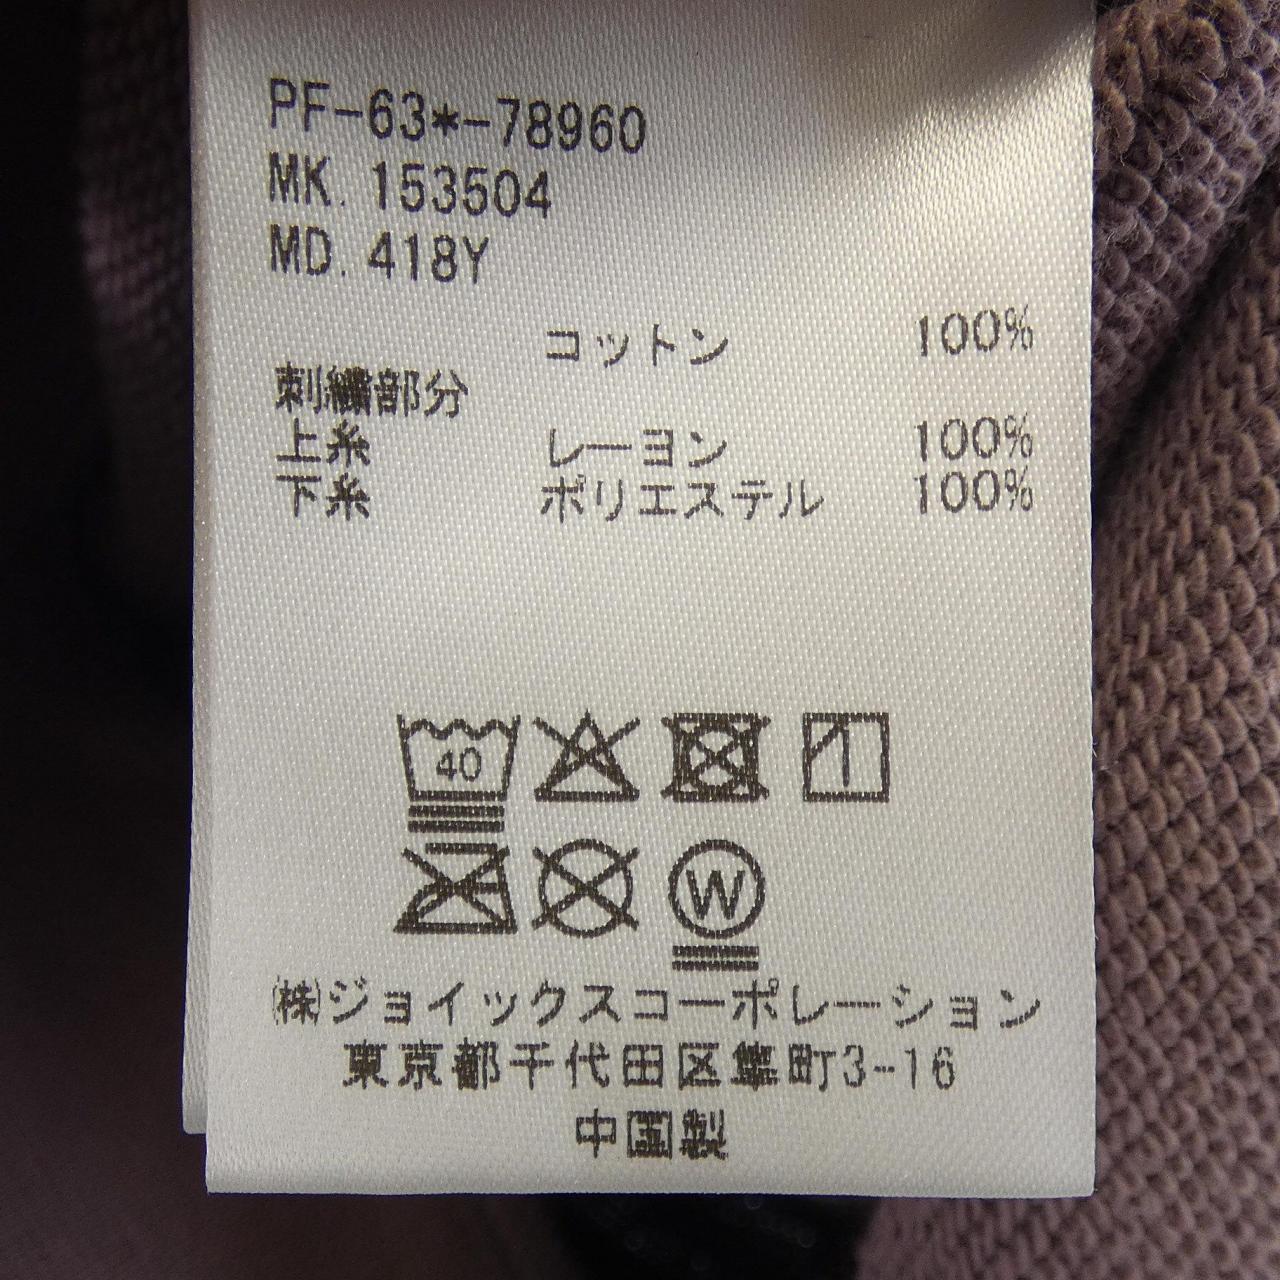 PF-63*-78960
MK. 153504
MD. 418Y
コットン 100%
刺繍部分
上糸 レーヨン 100%
下糸 ポリエステル 100%
40
W
㈱ジョイックスコーポレーション
東京都千代田区隼町3-16
中国製